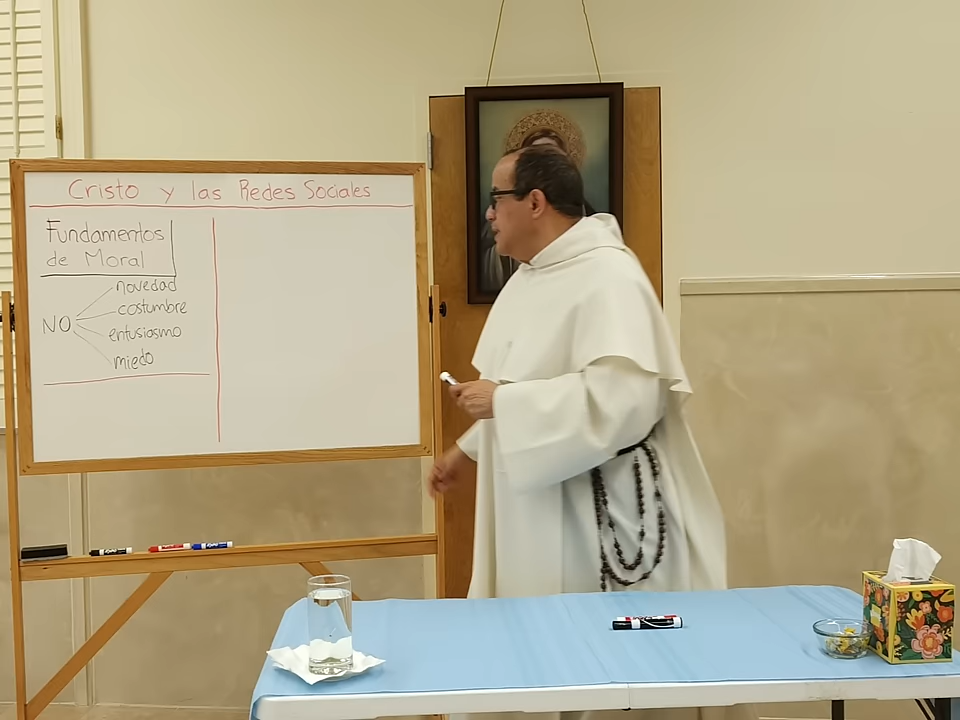 Cristo y las Redes Sociales
Fundamentos
de Moral
NO
novedad
costumbre
entusiasmo
miedo